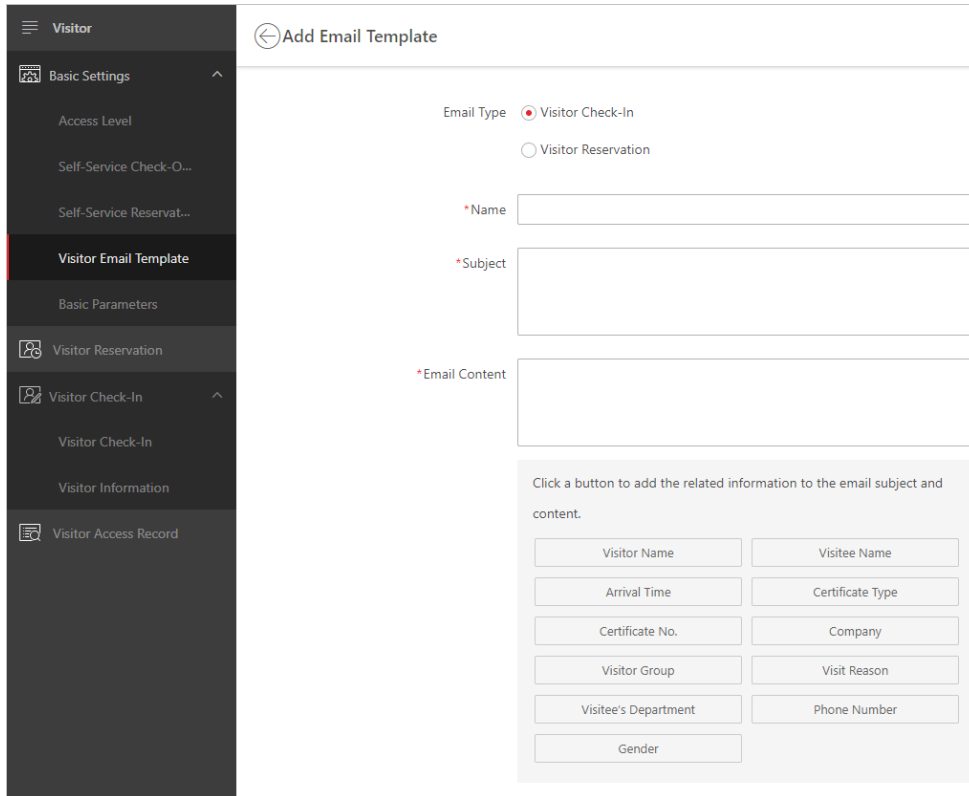 Visitor
Basic Settings
Access Level
Self-Service Check-O...
Self-Service Reservat...
Visitor Email Template
Basic Parameters
Visitor Reservation
Visitor Check-In
Visitor Check-In
Visitor Information
Visitor Access Record
Add Email Template
Email Type
Visitor Check-In
Visitor Reservation
*Name
*Subject
*Email Content
Click a button to add the related information to the email subject and
content.
Visitor Name
Visitee Name
Arrival Time
Certificate Type
Certificate No.
Company
Visitor Group
Visit Reason
Visitee's Department
Phone Number
Gender